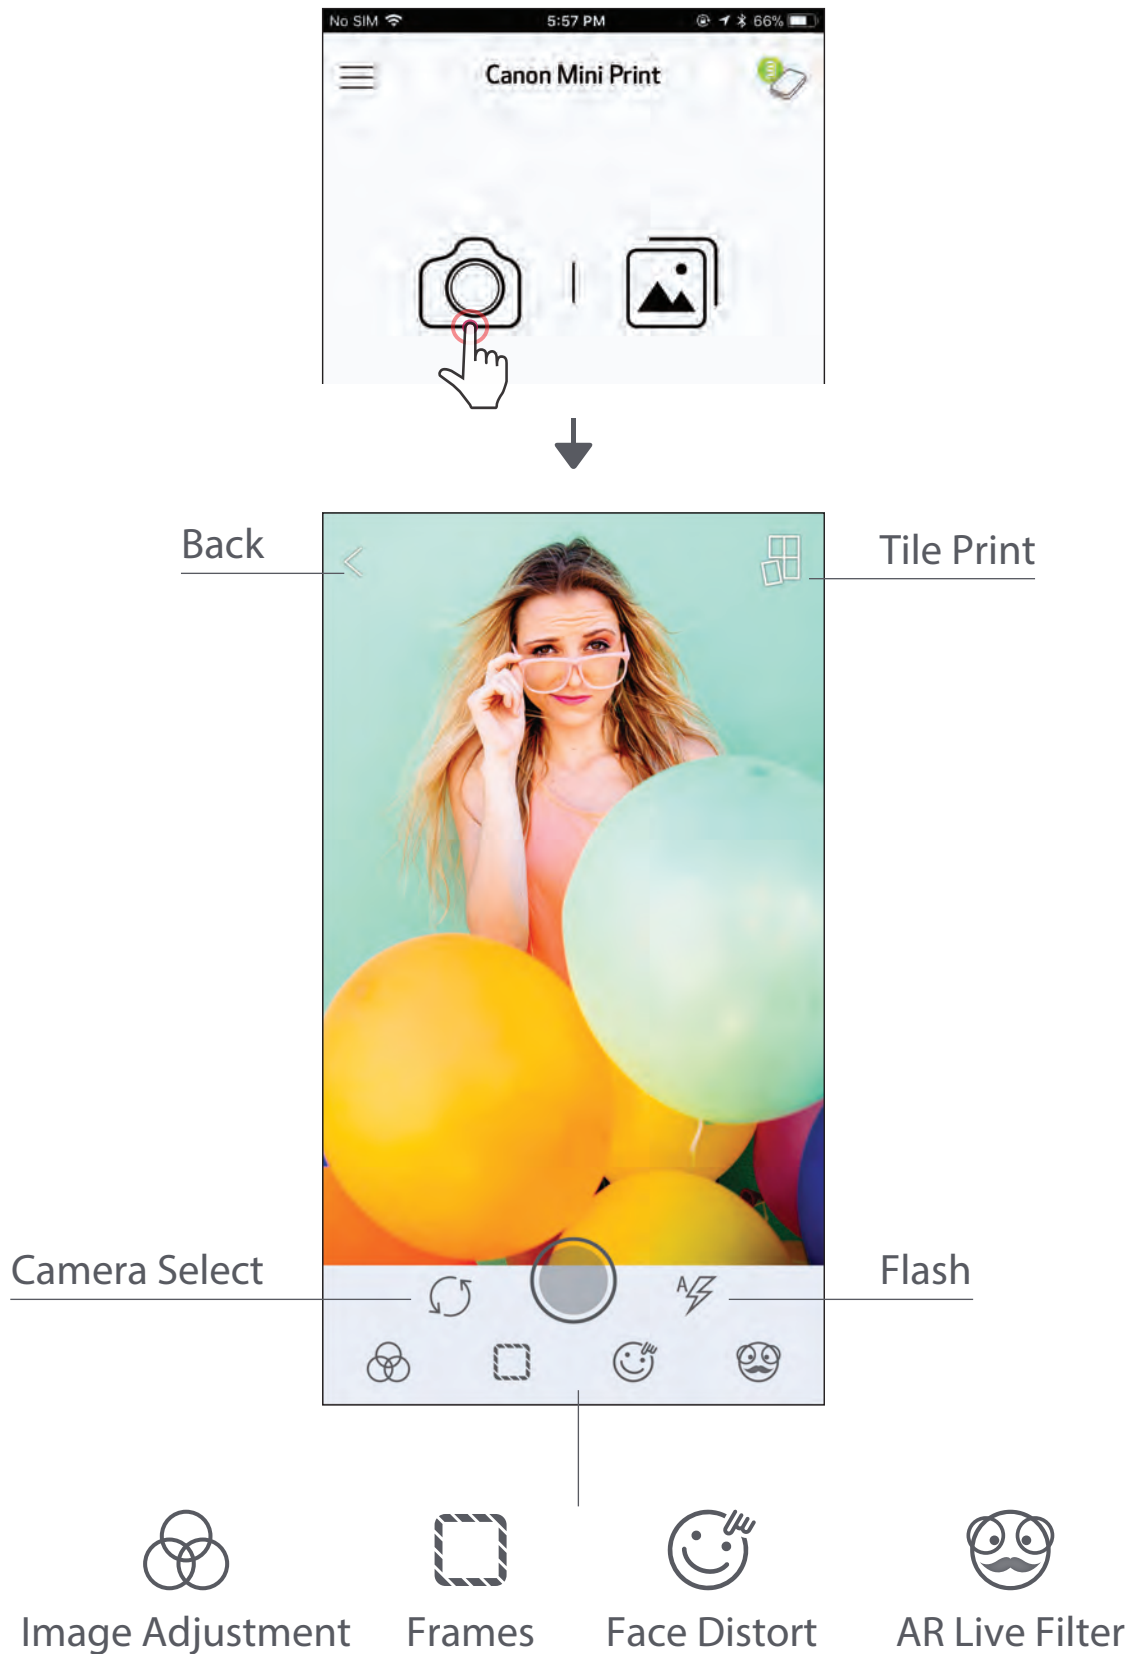 No SIM 5:57 PM 66%
Canon Mini Print
Back
Tile Print
Camera Select
Flash
A
Image Adjustment Frames Face Distort AR Live Filter